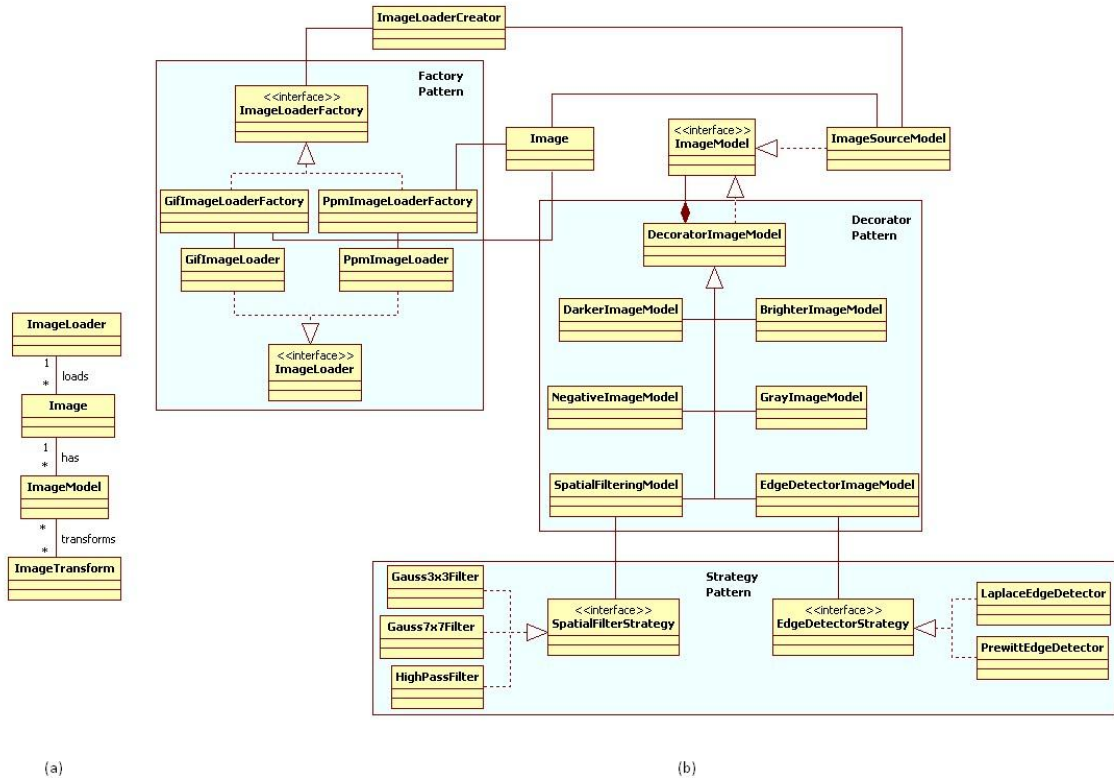 ImageLoaderCreator
Factory
Pattern
<<interface>>
ImageLoaderFactory
Image
<<interface>>
ImageModel
ImageSourceModel
GifImageLoaderFactory
PpmImageLoaderFactory
Decorator
Pattern
DecoratorImageModel
GifImageLoader
PpmImageLoader
DarkerImageModel
BrighterImageModel
<<interface>>
ImageLoader
NegativeImageModel
GrayImageModel
SpatialFilteringModel
EdgeDetectorImageModel
ImageLoader
1
loads
*
Image
1
has
*
ImageModel
*
transforms
*
ImageTransform
Strategy
Pattern
Gauss3x3Filter
Gauss7x7Filter
HighPassFilter
<<interface>>
SpatialFilterStrategy
<<interface>>
EdgeDetectorStrategy
LaplaceEdgeDetector
PrewittEdgeDetector
(a)
(b)